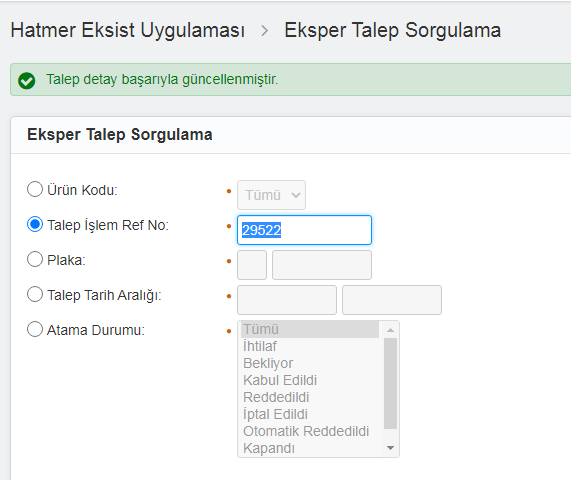 Hatmer Eksist Uygulaması > Eksper Talep Sorgulama
Talep detay başarıyla güncellenmiştir.
Eksper Talep Sorgulama
Ürün Kodu: • Tümü
Talep İşlem Ref No: • 29522
Plaka: •
Talep Tarih Aralığı: •
Atama Durumu: • Tümü
İhtilaf
Bekliyor
Kabul Edildi
Reddedildi
İptal Edildi
Otomatik Reddedildi
Kapandı